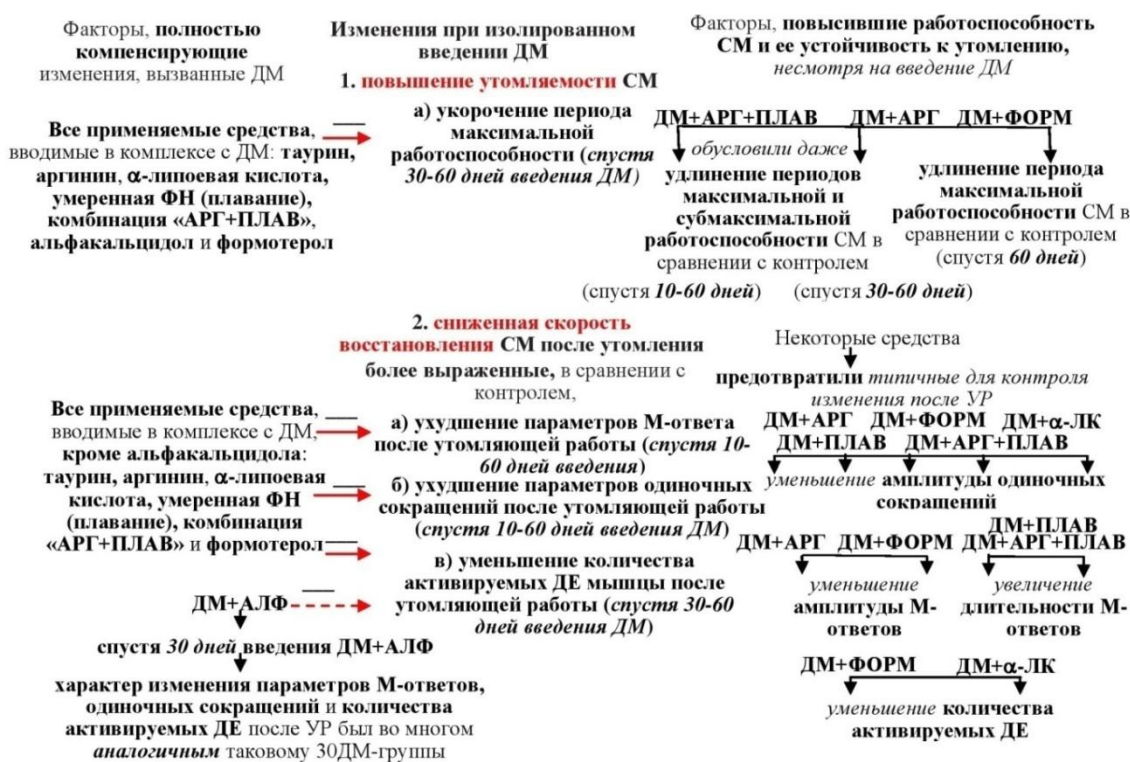 Факторы, полностью
компенсирующие
изменения, вызванные ДМ
Изменения при изолированном
введении ДМ
Факторы, повысившие работоспособность
СМ и ее устойчивость к утомлению,
несмотря на введение ДМ
1. повышение утомляемости СМ
Все применяемые средства,
вводимые в комплексе с ДМ: таурин,
аргинин, α-липоевая кислота,
умеренная ФН (плавание),
комбинация «АРГ+ПЛАВ»,
альфакальцидол и формотерол
а) укорочение периода
максимальной
работоспособности (спустя
30-60 дней введения ДМ)
ДМ+АРГ+ПЛАВ ДМ+АРГ ДМ+ФОРМ
обусловили даже
удлинение периодов
максимальной и
субмаксимальной
работоспособности СМ в
сравнении с контролем
(спустя 10-60 дней) (спустя 30-60 дней)
удлинение периода
максимальной
работоспособности СМ в
сравнении с контролем
(спустя 60 дней)
2. сниженная скорость
восстановления СМ после утомления
более выраженные, в сравнении с
контролем,
Все применяемые средства,
вводимые в комплексе с ДМ,
кроме альфакальцидола:
таурин, аргинин, α-липоевая
кислота, умеренная ФН
(плавание), комбинация
«АРГ+ПЛАВ» и формотерол
а) ухудшение параметров М-ответа
после утомляющей работы (спустя 10-
60 дней введения)
б) ухудшение параметров одиночных
сокращений после утомляющей работы
(спустя 10-60 дней введения ДМ)
в) уменьшение количества
активируемых ДЕ мышцы после
утомляющей работы (спустя 30-60
дней введения ДМ)
ДМ+АЛФ
спустя 30 дней введения ДМ+АЛФ
характер изменения параметров М-ответов,
одиночных сокращений и количества
активируемых ДЕ после УР был во многом
аналогичным таковому 30ДМ-группы
Некоторые средства
предотвратили типичные для контроля
изменения после УР
ДМ+АРГ ДМ+ФОРМ ДМ+α-ЛК
ДМ+ПЛАВ ДМ+АРГ+ПЛАВ
уменьшение амплитуды одиночных
сокращений
ДМ+ПЛАВ
ДМ+АРГ ДМ+ФОРМ ДМ+АРГ+ПЛАВ
уменьшение
амплитуды М-
ответов
увеличение
длительности М-
ответов
ДМ+ФОРМ ДМ+α-ЛК
уменьшение количества
активируемых ДЕ